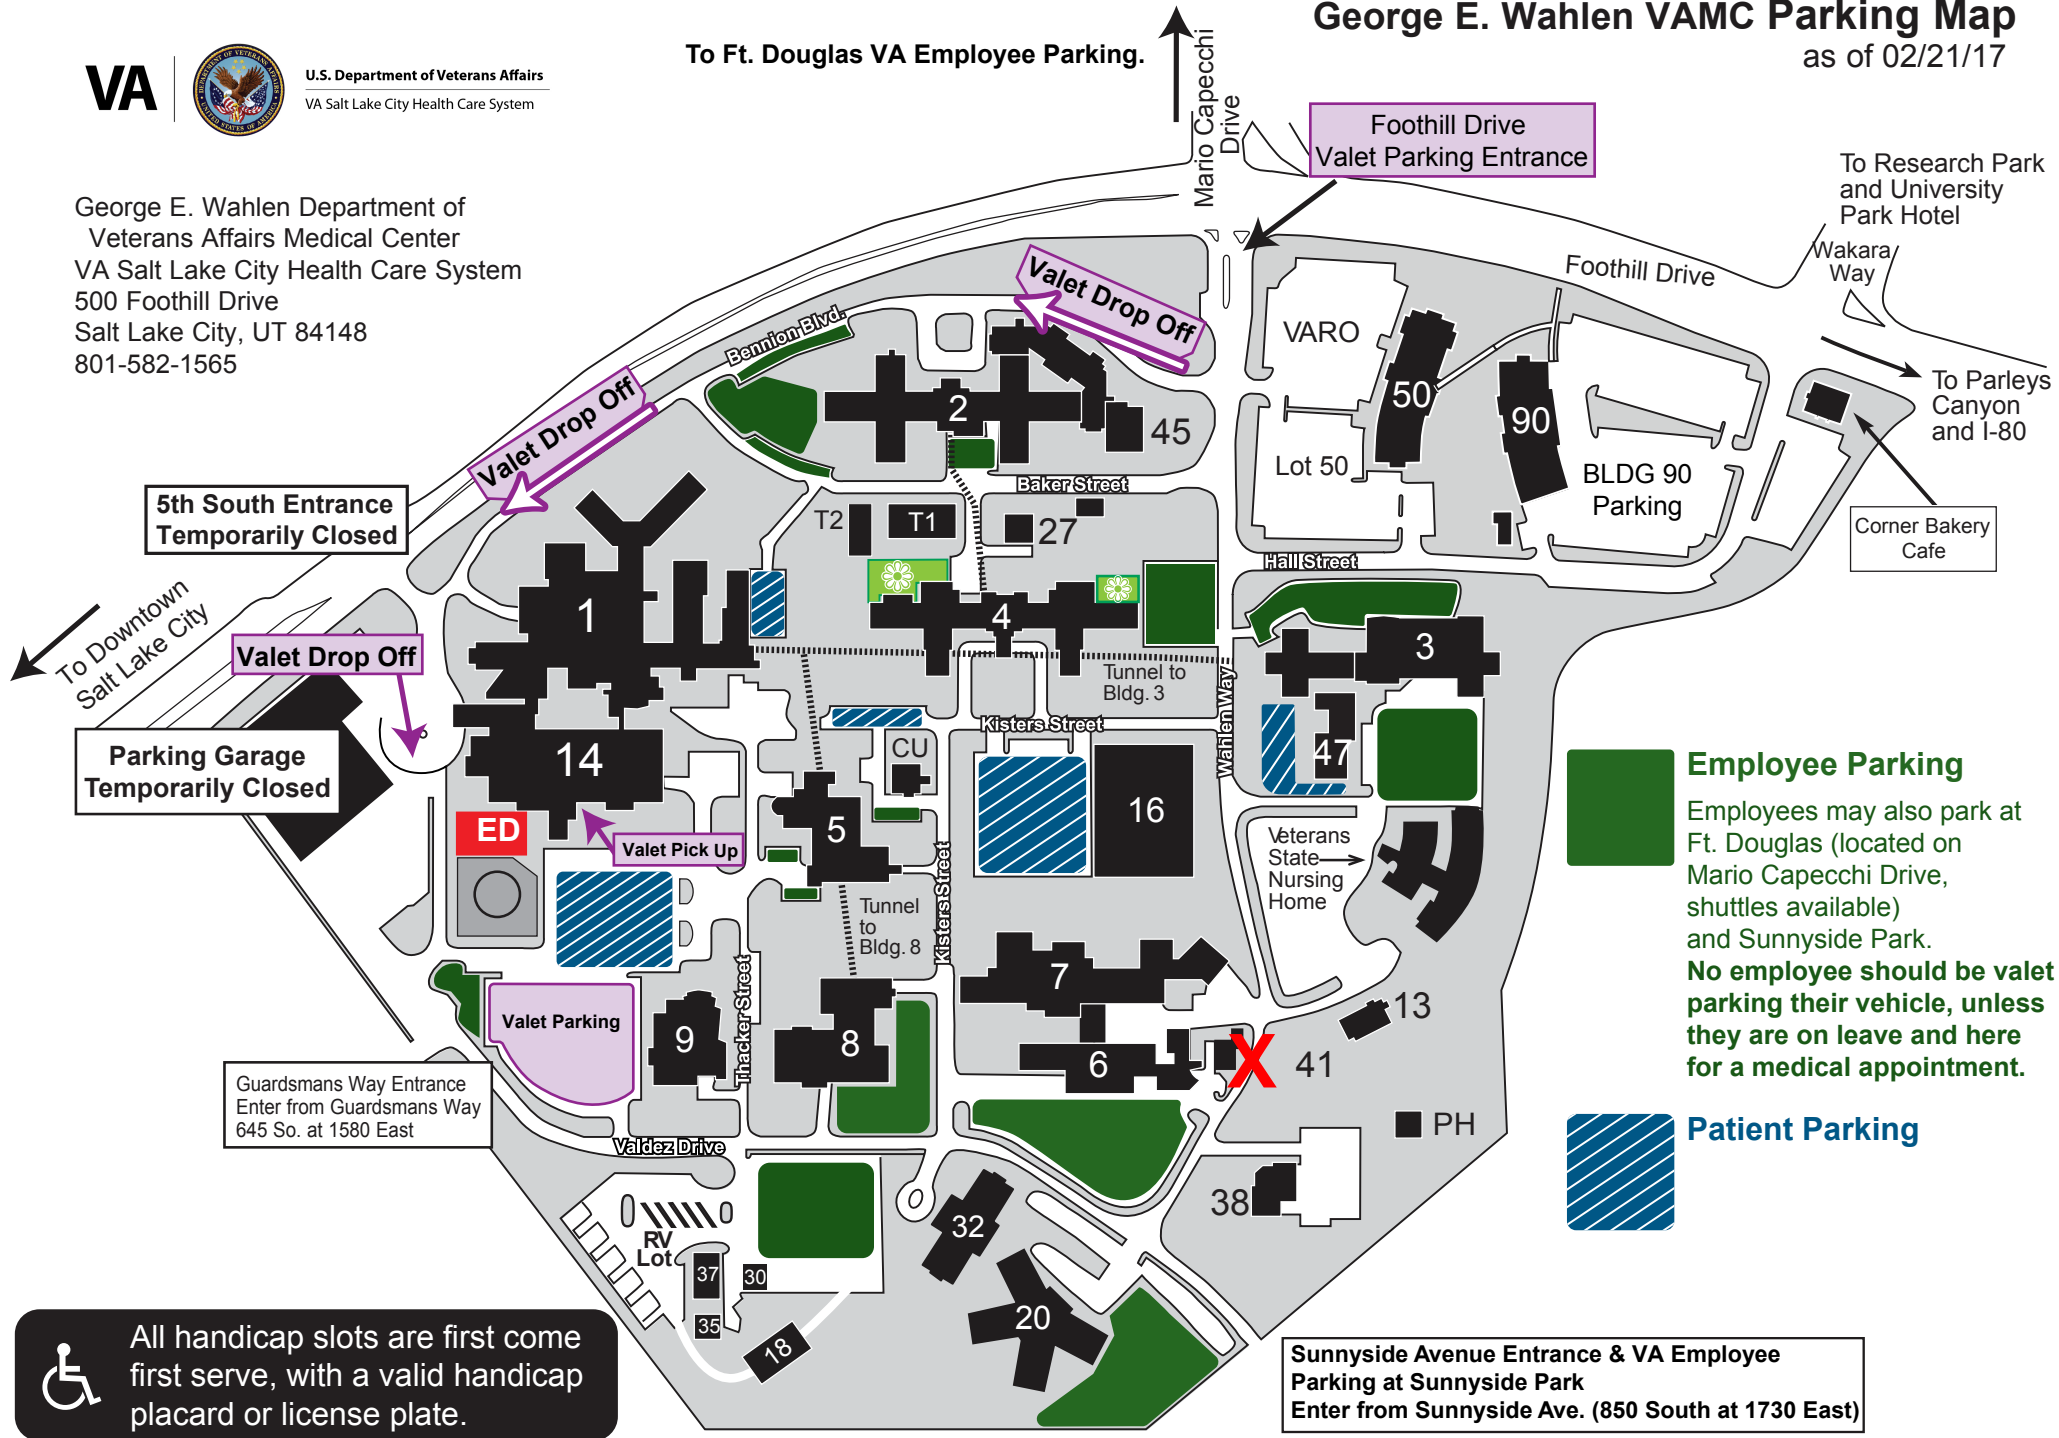 George E. Wahlen VAMC Parking Map
as of 02/21/17
VA
U.S. Department of Veterans Affairs
VA Salt Lake City Health Care System
To Ft. Douglas VA Employee Parking.
Mario Capecchi
Drive
Foothill Drive
Valet Parking Entrance
To Research Park
and University
Park Hotel
Wakara
Way
Foothill Drive
George E. Wahlen Department of
Veterans Affairs Medical Center
VA Salt Lake City Health Care System
500 Foothill Drive
Salt Lake City, UT 84148
801-582-1565
Valet Drop Off
Bennion Blvd.
VARO
50
90
2
45
To Parleys
Canyon
and I-80
Valet Drop Off
Lot 50
BLDG 90
Parking
Baker Street
5th South Entrance
Temporarily Closed
T2
T1
27
Corner Bakery
Cafe
Hall Street
1
4
3
To Downtown
Salt Lake City
Valet Drop Off
Tunnel to
Bldg. 3
Wahlen Way
Kisters Street
Parking Garage
Temporarily Closed
14
CU
47
16
5
ED
Valet Pick Up
Veterans
State
Nursing
Home
Employee Parking
Employees may also park at
Ft. Douglas (located on
Mario Capecchi Drive,
shuttles available)
and Sunnyside Park.
No employee should be valet
parking their vehicle, unless
they are on leave and here
for a medical appointment.
Kisters Street
Tunnel
to
Bldg. 8
Thacker Street
7
13
Valet Parking
9
8
6
X
41
Guardsmans Way Entrance
Enter from Guardsmans Way
645 So. at 1580 East
PH
Patient Parking
Valdez Drive
38
32
RV
Lot
37
30
35
18
20
All handicap slots are first come
first serve, with a valid handicap
placard or license plate.
Sunnyside Avenue Entrance & VA Employee
Parking at Sunnyside Park
Enter from Sunnyside Ave. (850 South at 1730 East)